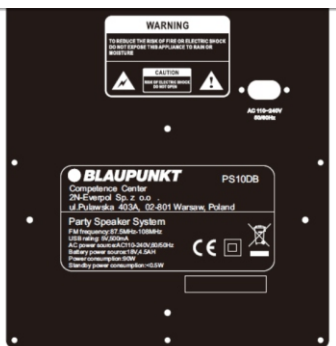 WARNING
TO REDUCE THE RISK OF FIRE OR ELECTRIC SHOCK
DO NOT EXPOSE THIS APPLIANCE TO RAIN OR
MOISTURE
CAUTION
RISK OF ELECTRIC SHOCK
DO NOT OPEN
AC 110-240V
50/60Hz
BLAUPUNKT PS10DB
Competence Center
2N-Everpol Sp. z o.o .
ul.Puławska 403A, 02-801 Warsaw, Poland
Party Speaker System
FM frequency:87.5MHz-108MHz
USB rating: 5V,500mA
AC power source:AC110-240V,60/50Hz
Battery power source:18V,4.5AH
Power consumption:90W
Standby power consumption:<0.5W
CE